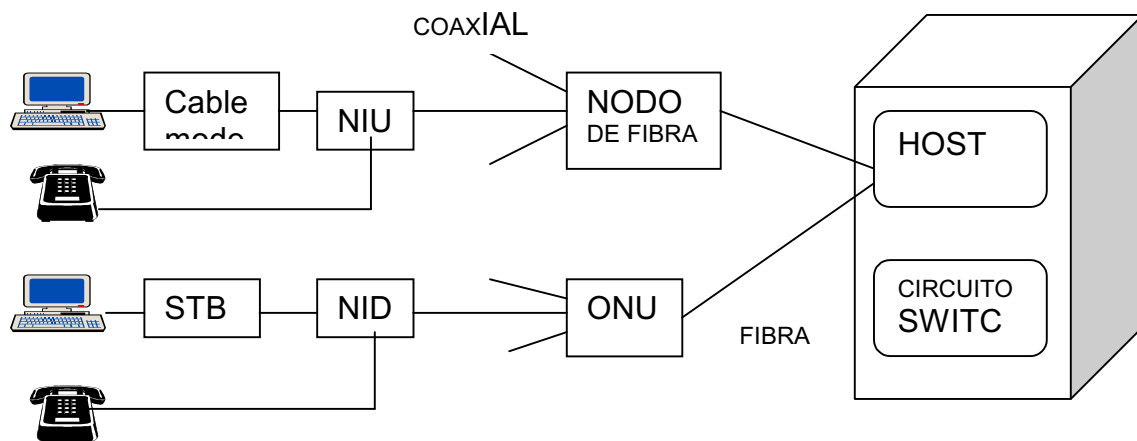 COAXIAL
Cable
NIU
NODO
DE FIBRA
HOST
STB
NID
ONU
FIBRA
CIRCUITO
SWITC